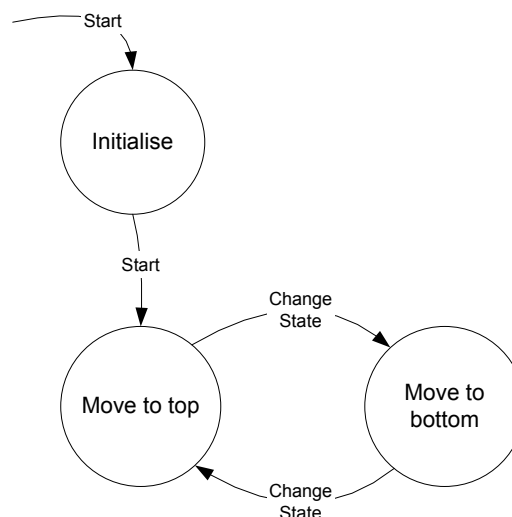 Start
Initialise
Start
Change
State
Move to top
Move to
bottom
Change
State